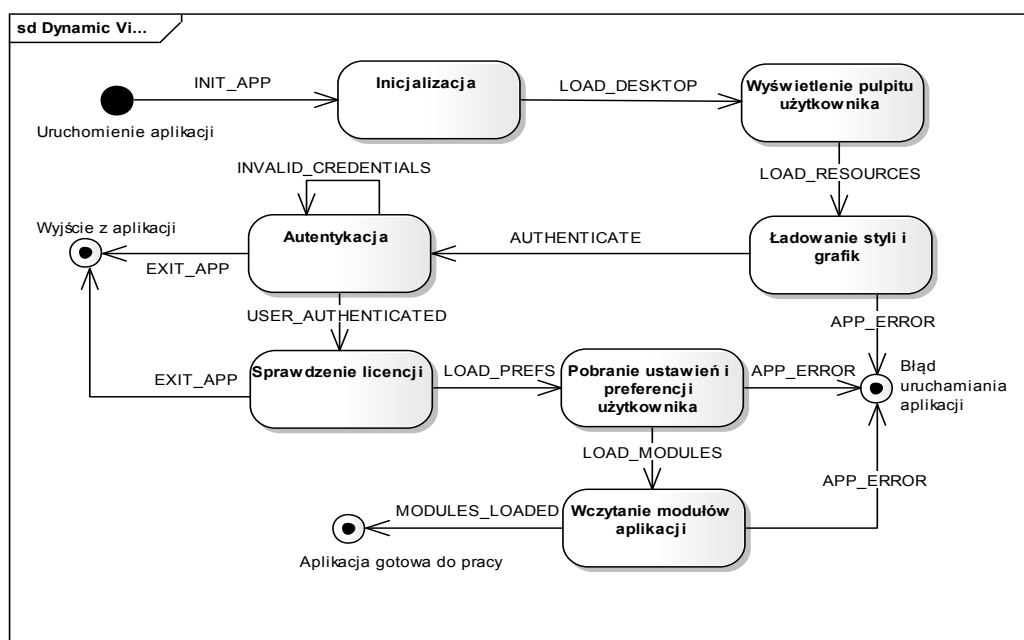 sd Dynamic Vi...
INIT_APP
Inicjalizacja
LOAD_DESKTOP
Wyświetlenie pulpitu
użytkownika
Uruchomienie aplikacji
INVALID_CREDENTIALS
LOAD_RESOURCES
Wyjście z aplikacji
Autentykacja
AUTHENTICATE
Ładowanie styli i
grafik
EXIT_APP
USER_AUTHENTICATED
APP_ERROR
EXIT_APP
Sprawdzenie licencji
LOAD_PREFS
Pobranie ustawień i
preferencji
użytkownika
APP_ERROR
Błąd
uruchamiania
aplikacji
LOAD_MODULES
APP_ERROR
MODULES_LOADED
Wczytanie modułów
aplikacji
Aplikacja gotowa do pracy